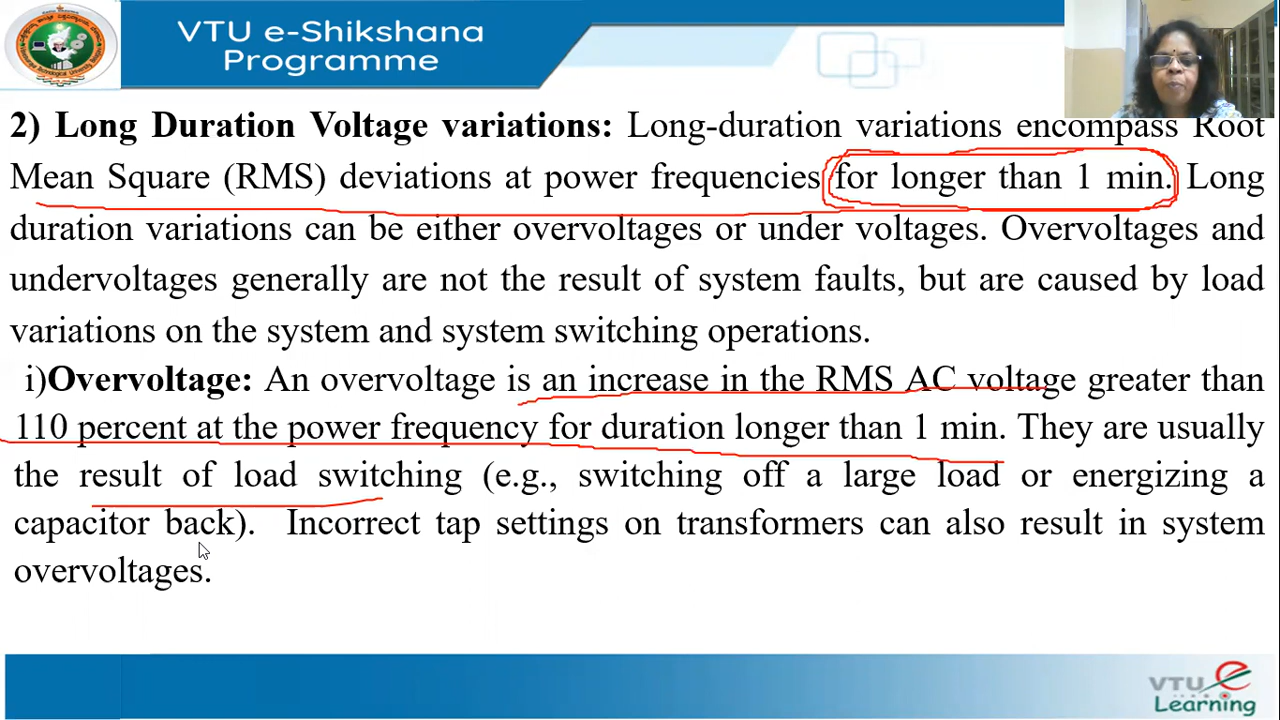 VTU e-Shikshana
Programme
2) Long Duration Voltage variations: Long-duration variations encompass Root
Mean Square (RMS) deviations at power frequencies for longer than 1 min. Long
duration variations can be either overvoltages or under voltages. Overvoltages and
undervoltages generally are not the result of system faults, but are caused by load
variations on the system and system switching operations.
i)Overvoltage: An overvoltage is an increase in the RMS AC voltage greater than
110 percent at the power frequency for duration longer than 1 min. They are usually
the result of load switching (e.g., switching off a large load or energizing a
capacitor back). Incorrect tap settings on transformers can also result in system
overvoltages.
VTU e
Learning